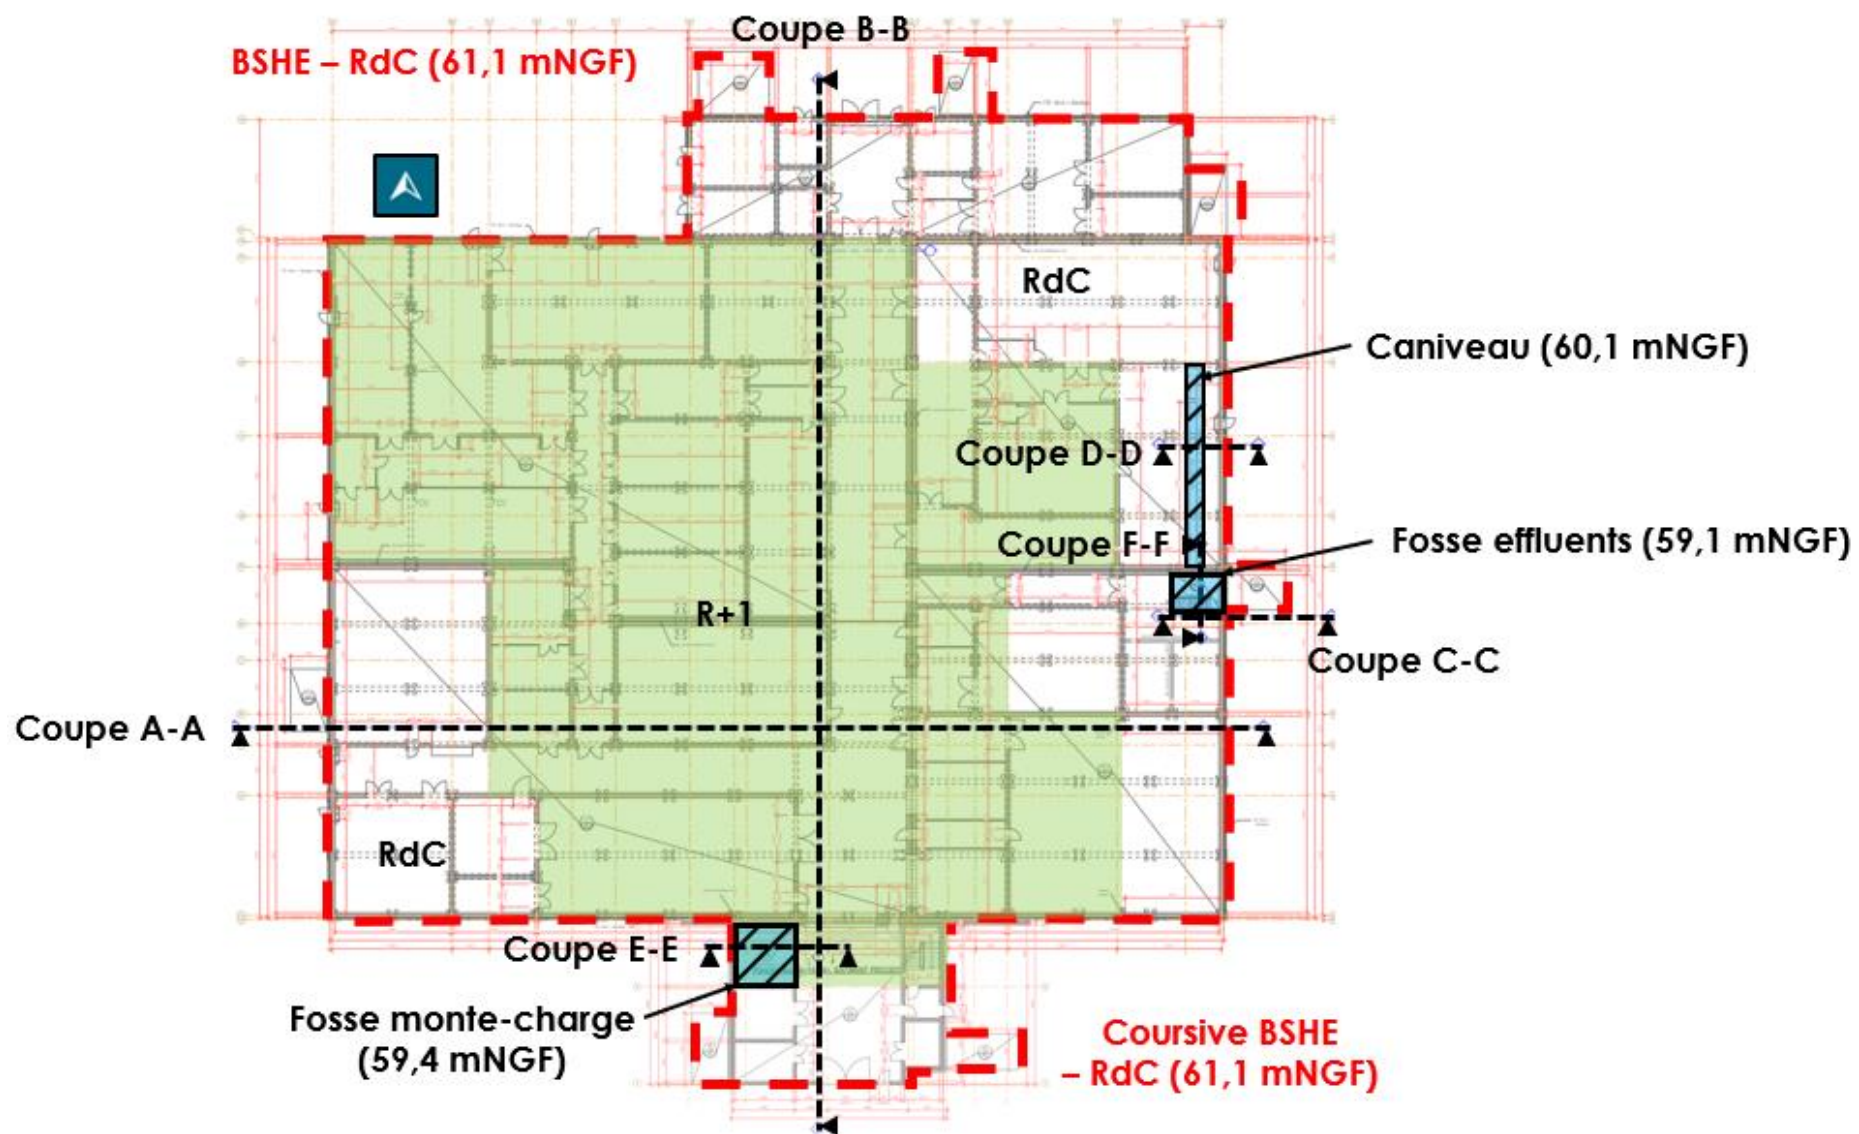 Coupe B-B
BSHE – RdC (61,1 mNGF)
RdC
Caniveau (60,1 mNGF)
Coupe D-D
Coupe F-F
Fosse effluents (59,1 mNGF)
R+1
Coupe C-C
Coupe A-A
RdC
Coupe E-E
Fosse monte-charge
(59,4 mNGF)
Coursive BSHE
– RdC (61,1 mNGF)